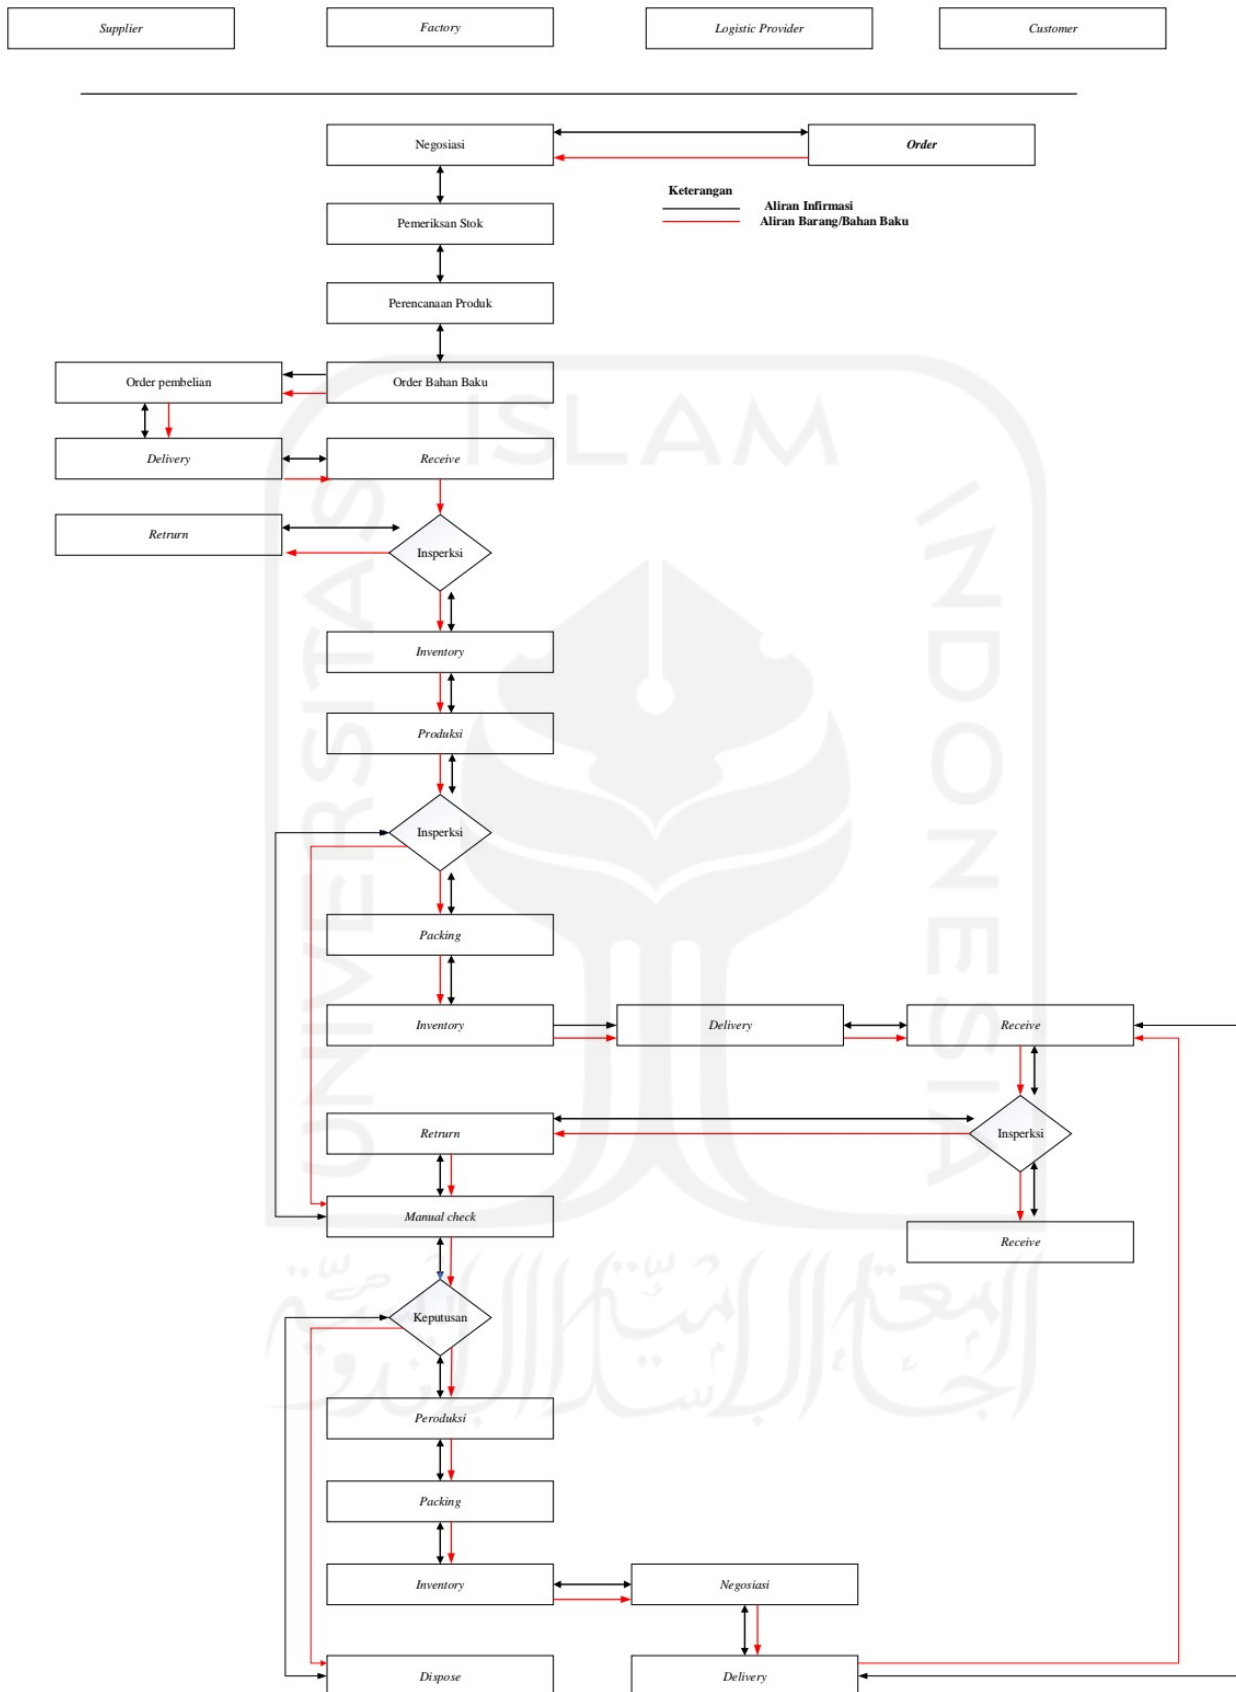 Supplier
Factory
Logistic Provider
Customer
Negosiasi
Order
Keterangan
Aliran Infirmasi
Aliran Barang/Bahan Baku
Pemeriksan Stok
Perencanaan Produk
Order pembelian
Order Bahan Baku
Delivery
Receive
Retrurn
Insperksi
Inventory
Produksi
Insperksi
Packing
Inventory
Delivery
Receive
Retrurn
Insperksi
Manual check
Receive
Keputusan
Peroduksi
Packing
Inventory
Negosiasi
Dispose
Delivery
UNIVERSITAS
ISLAM
INDONESIA